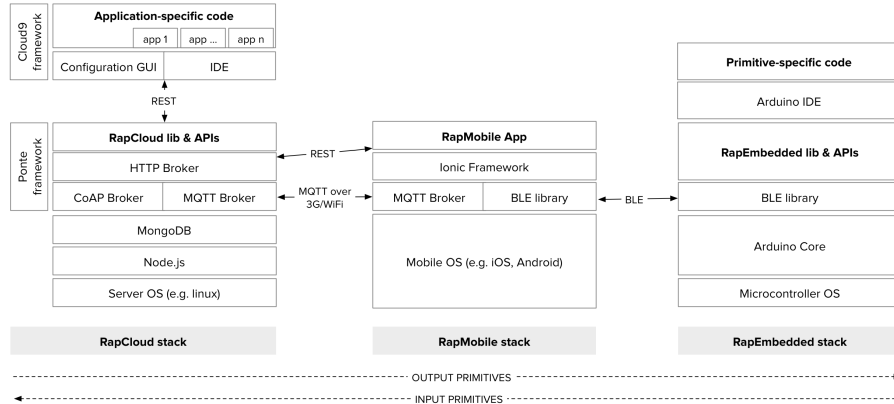 Cloud9
framework
Application-specific code
app 1
app ...
app n
Configuration GUI
IDE
REST
Ponte
framework
RapCloud lib & APIs
HTTP Broker
CoAP Broker
MQTT Broker
MongoDB
Node.js
Server OS (e.g. linux)
RapCloud stack
REST
MQTT over
3G/WiFi
RapMobile App
Ionic Framework
MQTT Broker
BLE library
Mobile OS (e.g. iOS, Android)
RapMobile stack
BLE
Primitive-specific code
Arduino IDE
RapEmbedded lib & APIs
BLE library
Arduino Core
Microcontroller OS
RapEmbedded stack
OUTPUT PRIMITIVES
INPUT PRIMITIVES